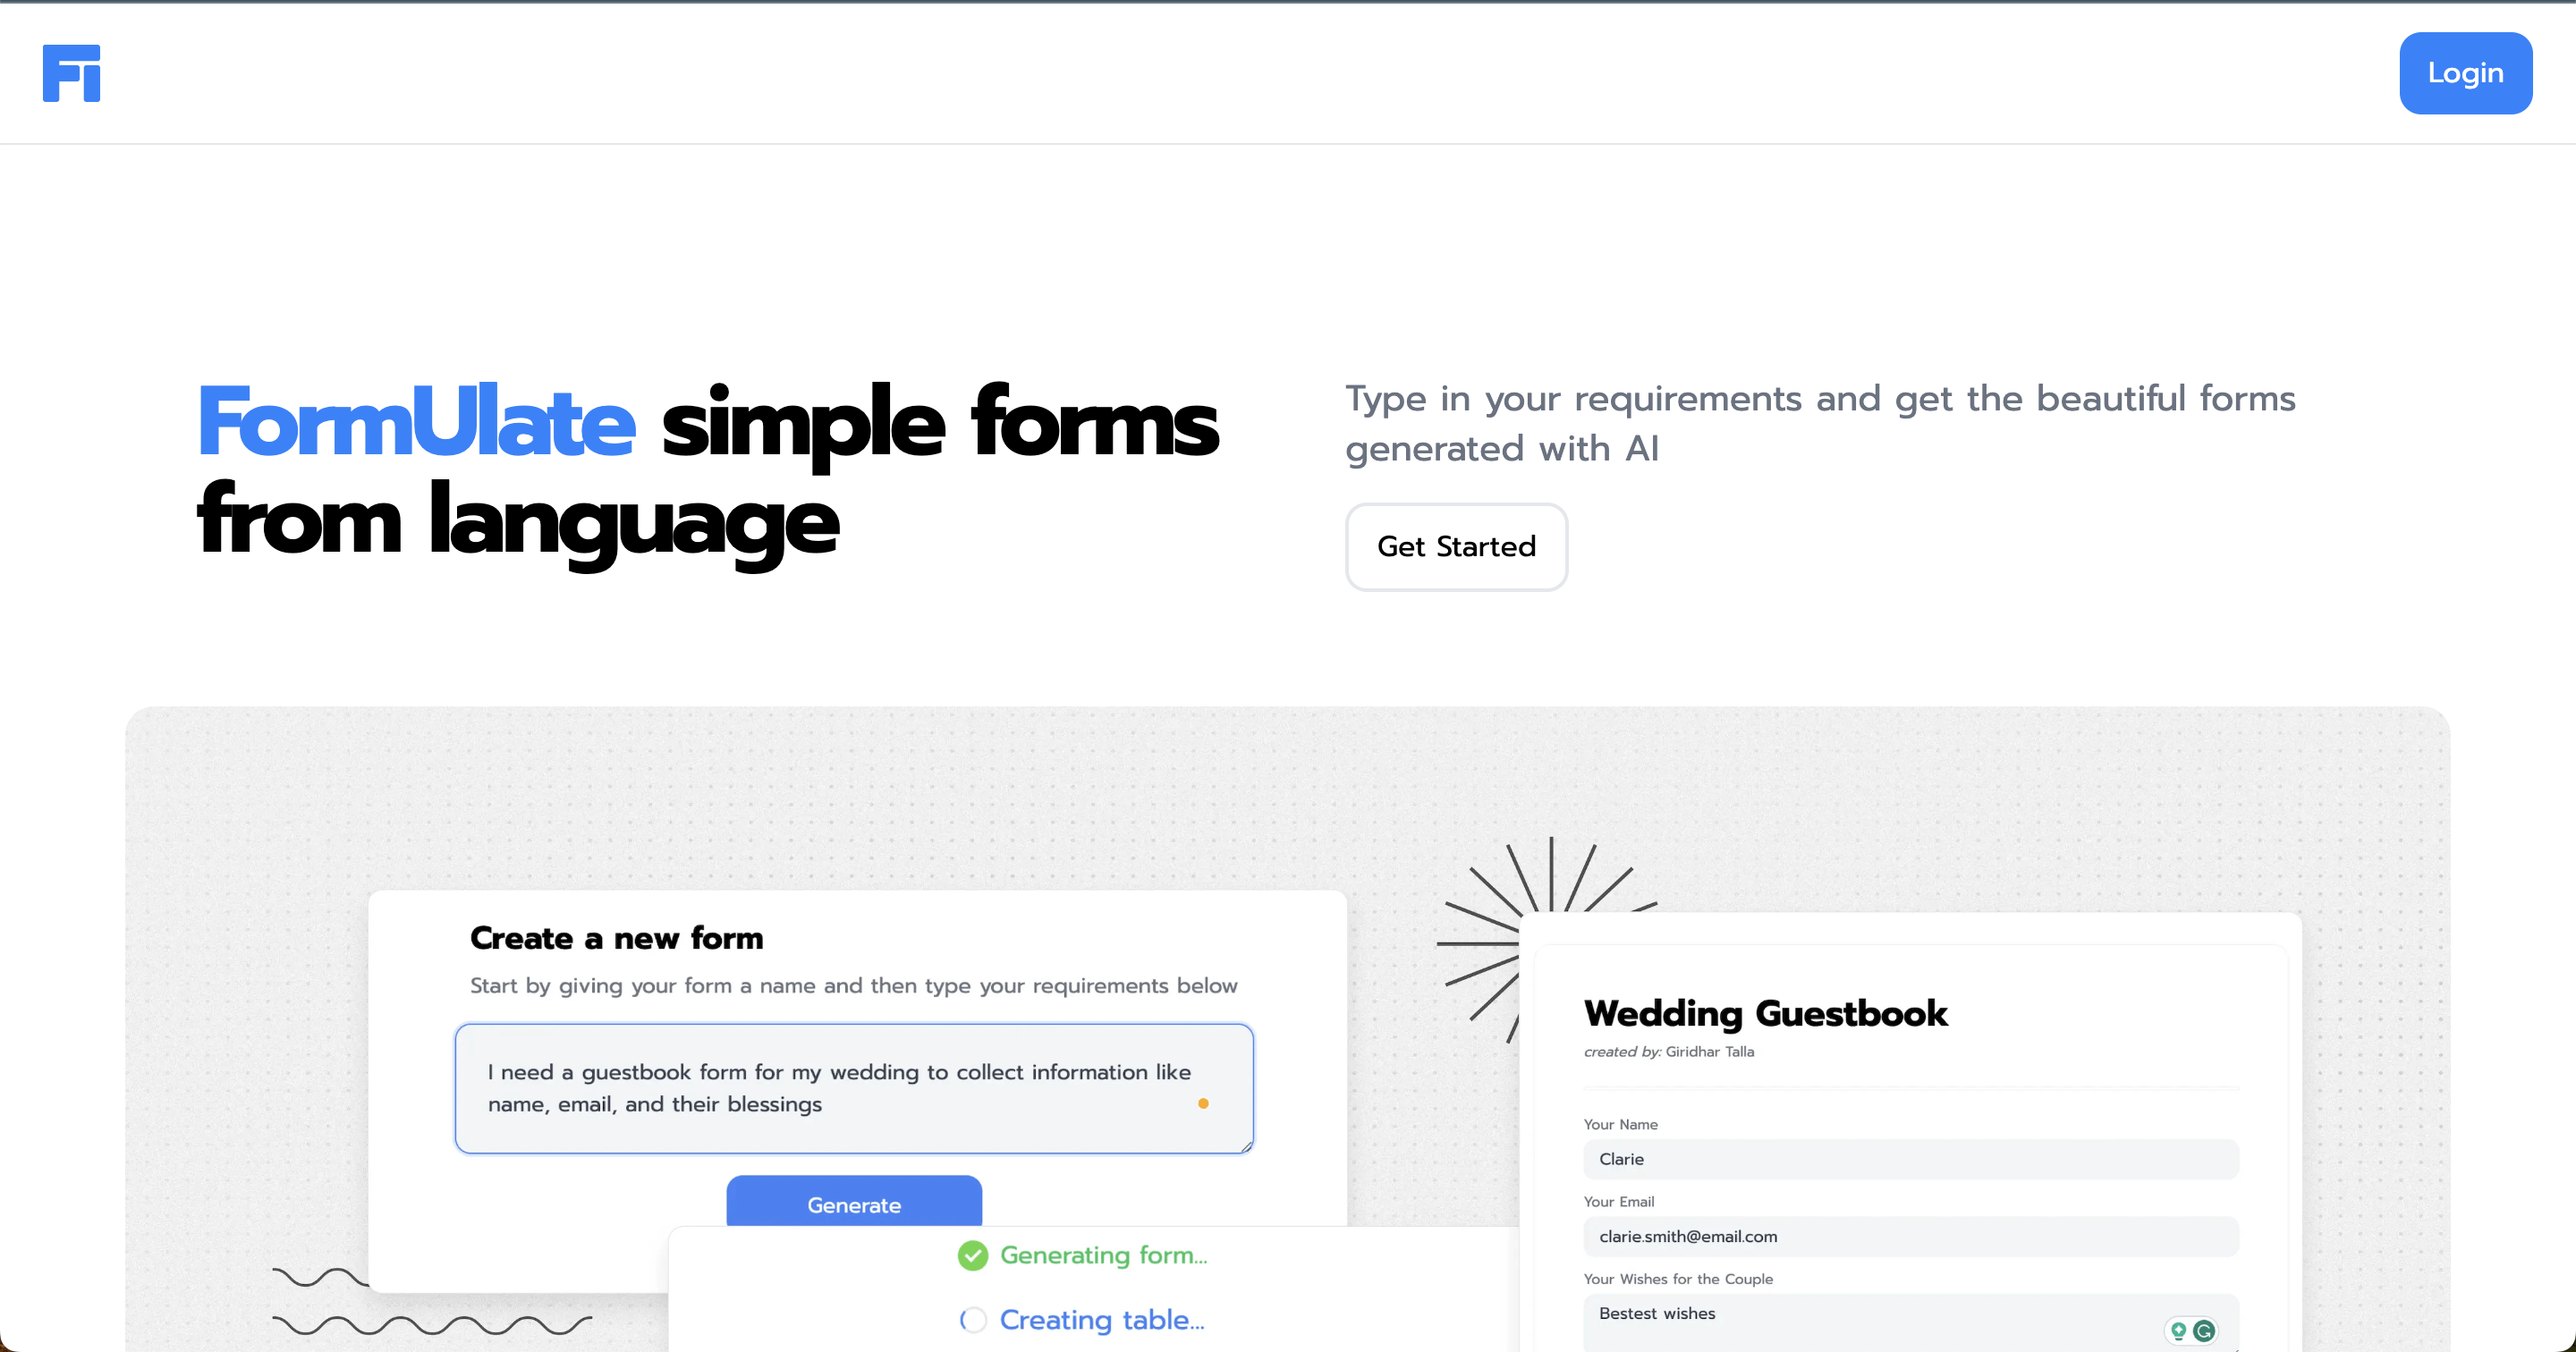 Fi
Login
FormUlate simple forms
from language
Type in your requirements and get the beautiful forms
generated with AI
Get Started
Create a new form
Start by giving your form a name and then type your requirements below
I need a guestbook form for my wedding to collect information like
name, email, and their blessings
Generate
Generating form...
Creating table...
Wedding Guestbook
created by: Giridhar Talla
Your Name
Clarie
Your Email
clarie.smith@email.com
Your Wishes for the Couple
Bestest wishes